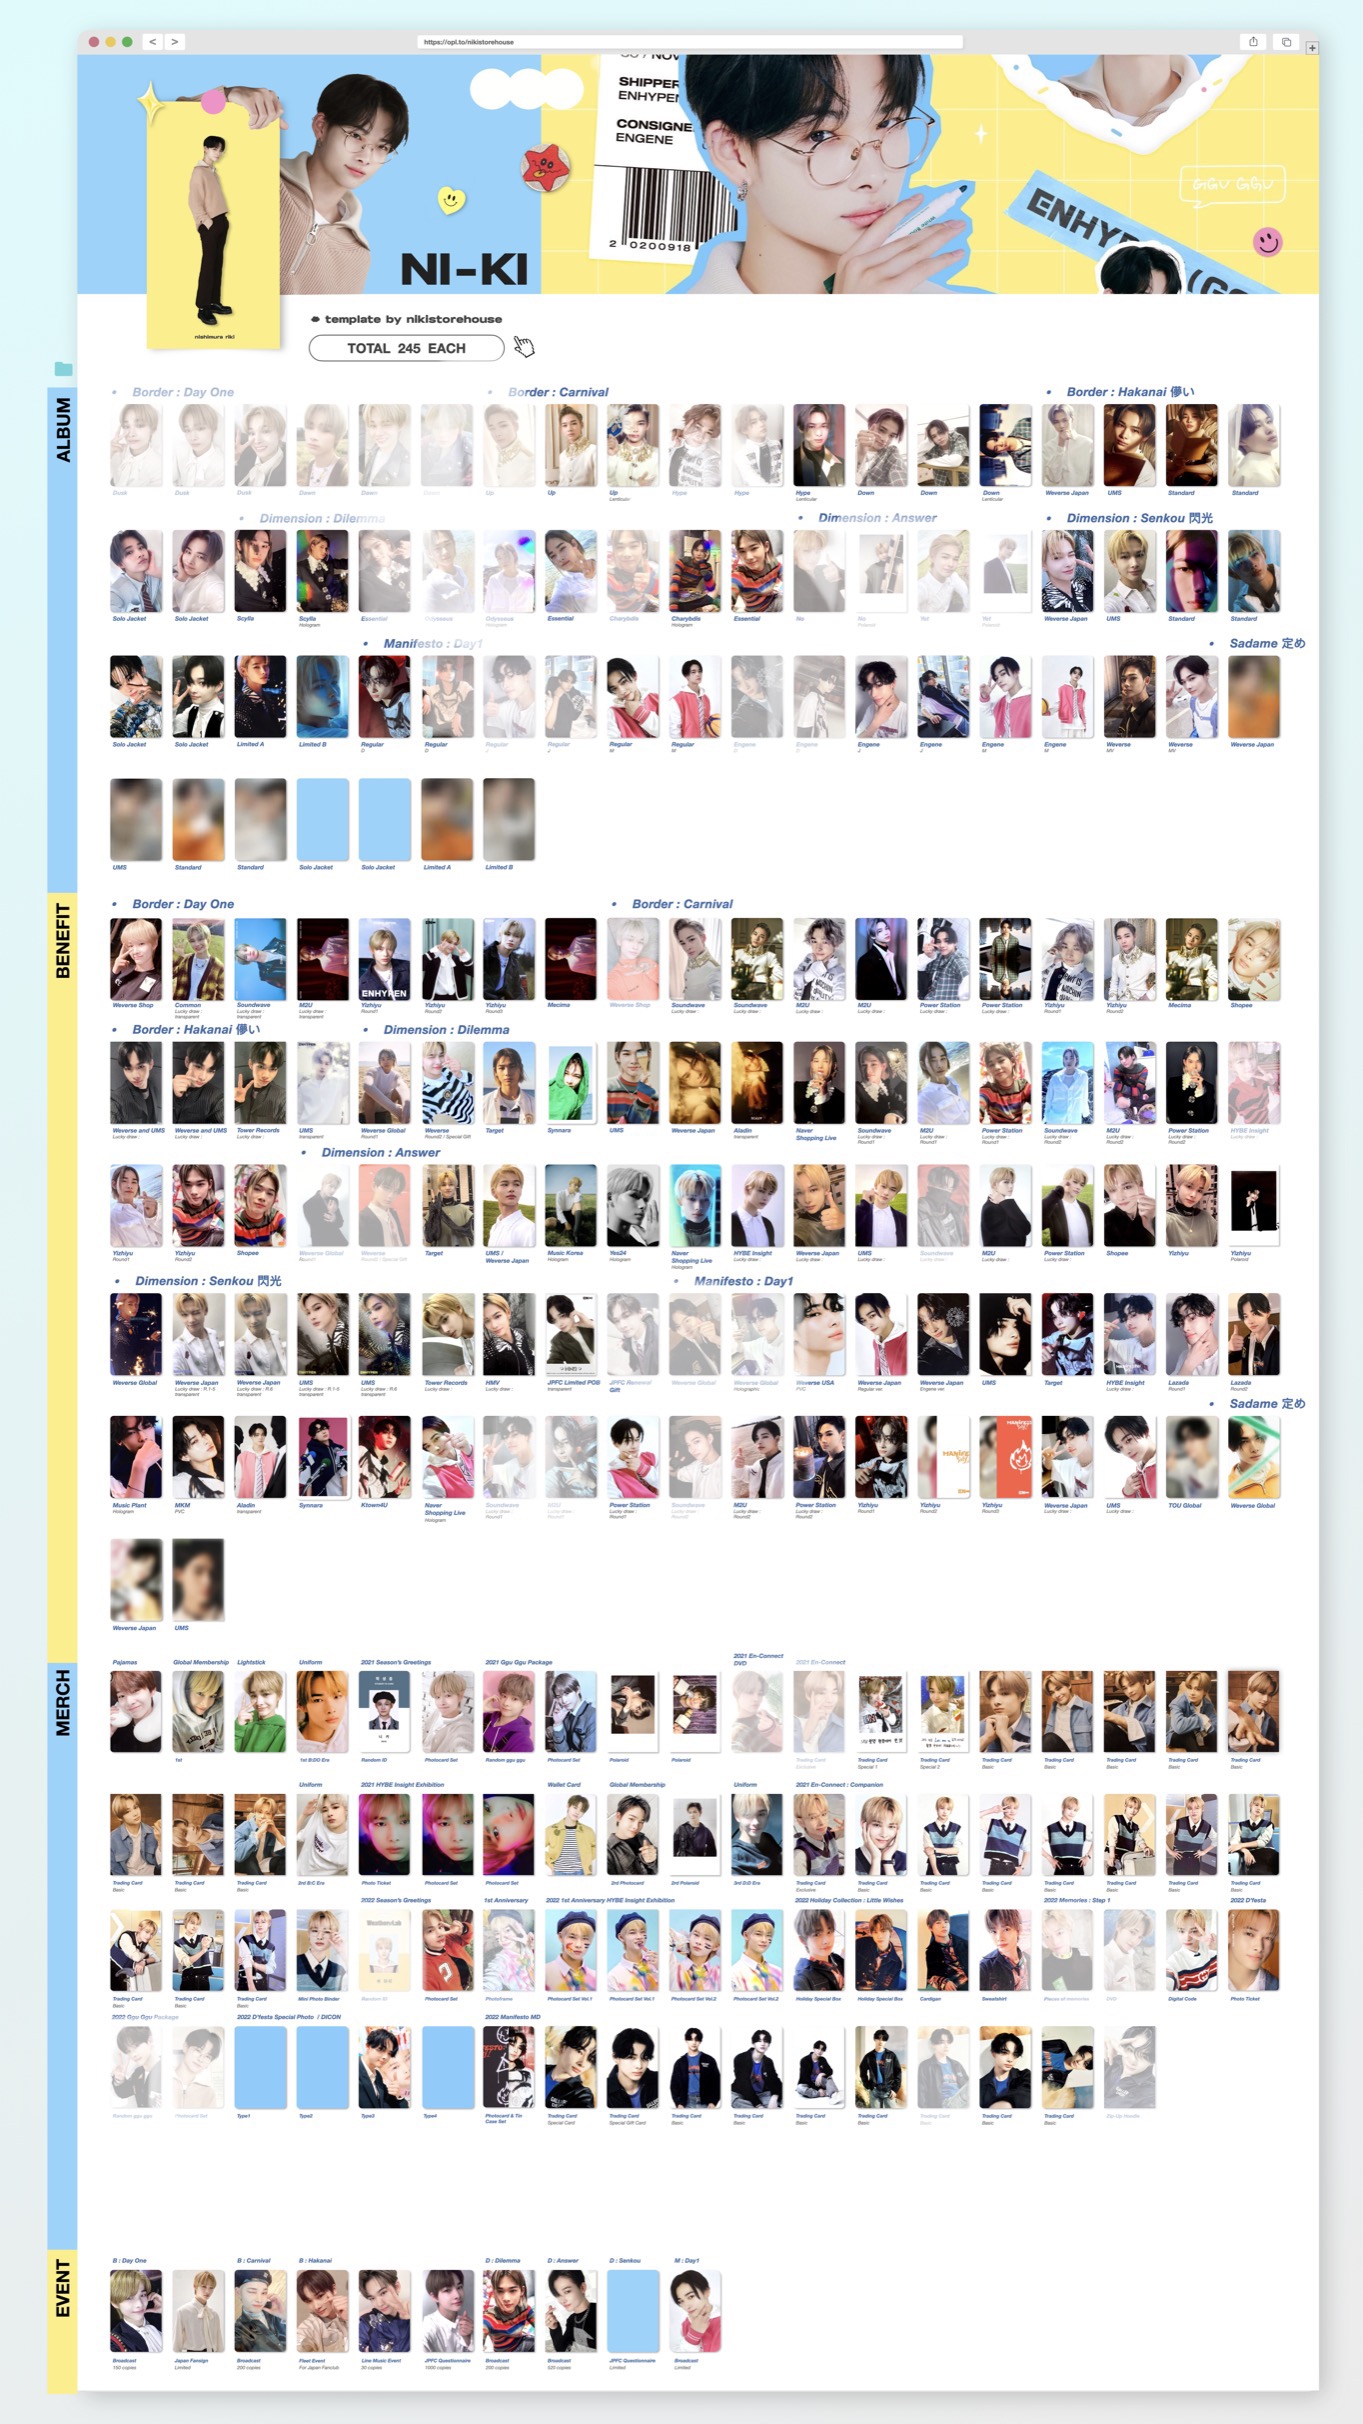 https://opl.to/nikistorehouse
SHIPPER
ENHYPEN
CONSIGNE
ENGENE
2 0200918
GGU GGU
NI-KI
nishimura riki
template by nikistorehouse
TOTAL 245 EACH
ALBUM
• Border : Day One • Border : Carnival • Border : Hakanai 儚い
Dusk Dusk Dusk Dawn Dawn Dawn Up Up Up Hype Hype Hype Down Down Down Weverse Japan UMS Standard Standard
• Dimension : Dilemma • Dimension : Answer • Dimension : Senkou 閃光
Solo Jacket Solo Jacket Scylla Scylla Essential Odysseus Odysseus Essential Charybdis Charybdis Essential No No Yet Yet Weverse Japan UMS Standard Standard
• Manifesto : Day1 • Sadame 定め
Solo Jacket Solo Jacket Limited A Limited B Regular Regular Regular Regular Regular Regular Engene Engene Engene Engene Engene Engene Weverse Weverse Weverse Japan
UMS Standard Standard Solo Jacket Solo Jacket Limited A Limited B
BENEFIT
• Border : Day One • Border : Carnival
Weverse Shop Common Soundwave M2U Yizhiyu Yizhiyu Yizhiyu Mecima Weverse Shop Soundwave Soundwave M2U M2U Power Station Power Station Yizhiyu Yizhiyu Mecima Shopee
• Border : Hakanai 儚い • Dimension : Dilemma
Weverse and UMS Weverse and UMS Tower Records UMS Weverse Global Weverse Target Synnara UMS Weverse Japan Aladin Naver Shopping Live Soundwave M2U Power Station Soundwave M2U Power Station HYBE Insight
• Dimension : Answer
Yizhiyu Yizhiyu Shopee Weverse Global Weverse Target UMS / Weverse Japan Music Korea Yes24 Naver Shopping Live HYBE Insight Weverse Japan UMS Soundwave M2U Power Station Shopee Yizhiyu Yizhiyu
• Dimension : Senkou 閃光 • Manifesto : Day1
Weverse Global Weverse Japan Weverse Japan UMS UMS Tower Records HMV JPFC Limited POB JPFC Renewal Gift Weverse Global Weverse Global Weverse USA Weverse Japan Weverse Japan UMS Target HYBE Insight Lazada Lazada
• Sadame 定め
Music Plant MKM Aladin Synnara Ktown4U Naver Shopping Live Soundwave M2U Power Station Soundwave M2U Power Station Yizhiyu Yizhiyu Yizhiyu Weverse Japan UMS TOU Global Weverse Global
Weverse Japan UMS
MERCH
Pajamas Global Membership Lightstick Uniform 2021 Season's Greetings 2021 Ggu Ggu Package 2021 En-Connect DVD 2021 En-Connect
1st 1st B:DO Era Random ID Photocard Set Random ggu ggu Photocard Set Polaroid Polaroid Trading Card Trading Card Trading Card Trading Card Trading Card Trading Card Trading Card Trading Card
Uniform 2021 HYBE Insight Exhibition Wallet Card Global Membership Uniform 2021 En-Connect : Companion
Trading Card Trading Card Trading Card 2rd B:C Era Photo Ticket Photocard Set Photocard Set 2rd Photocard 2rd Polaroid 3rd D:D Era Trading Card Trading Card Trading Card Trading Card Trading Card Trading Card Trading Card Trading Card
2022 Season's Greetings 1st Anniversary 2022 1st Anniversary HYBE Insight Exhibition 2022 Holiday Collection : Little Wishes 2022 Memories : Step 1 2022 D'festa
Trading Card Trading Card Trading Card Mini Photo Binder Random ID Photocard Set Photoframe Photocard Set Vol.1 Photocard Set Vol.1 Photocard Set Vol.2 Photocard Set Vol.2 Holiday Special Box Holiday Special Box Cardigan Sweatshirt Pieces of memories DVD Digital Code Photo Ticket
2022 Ggu Ggu Package 2022 D'festa Special Photo / DICON 2022 Manifesto MD
Random ggu ggu Photocard Set Type1 Type2 Type3 Type4 Photocard & Tin Case Set Trading Card Trading Card Trading Card Trading Card Trading Card Trading Card Trading Card Trading Card Trading Card Zip-Up Hoodie
EVENT
B : Day One B : Carnival B : Hakanai D : Dilemma D : Answer D : Senkou M : Day1
Broadcast Japan Fansign Broadcast Fleet Event Line Music Event JPFC Questionnaire Broadcast Broadcast JPFC Questionnaire Broadcast
150 copies Limited 200 copies For Japan Fanclub 30 copies 1000 copies 200 copies 520 copies Limited Limited